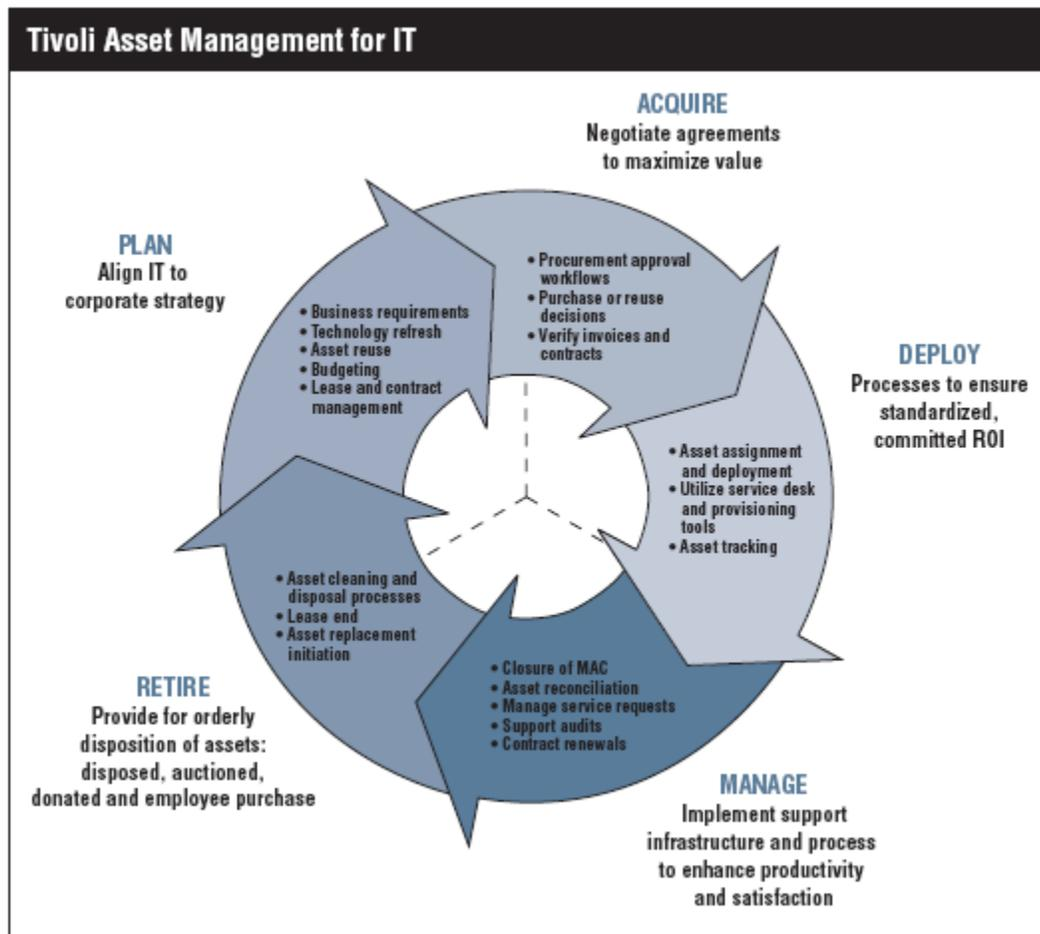 Tivoli Asset Management for IT
ACQUIRE
Negotiate agreements
to maximize value
PLAN
Align IT to
corporate strategy
• Procurement approval
workflows
• Purchase or reuse
decisions
• Verify invoices and
contracts
• Business requirements
• Technology refresh
• Asset reuse
• Budgeting
• Lease and contract
management
DEPLOY
Processes to ensure
standardized,
committed ROI
• Asset assignment
and deployment
• Utilize service desk
and provisioning
tools
• Asset tracking
• Asset cleaning and
disposal processes
• Lease end
• Asset replacement
initiation
• Closure of MAC
• Asset reconciliation
• Manage service requests
• Support audits
• Contract renewals
RETIRE
Provide for orderly
disposition of assets:
disposed, auctioned,
donated and employee purchase
MANAGE
Implement support
infrastructure and process
to enhance productivity
and satisfaction